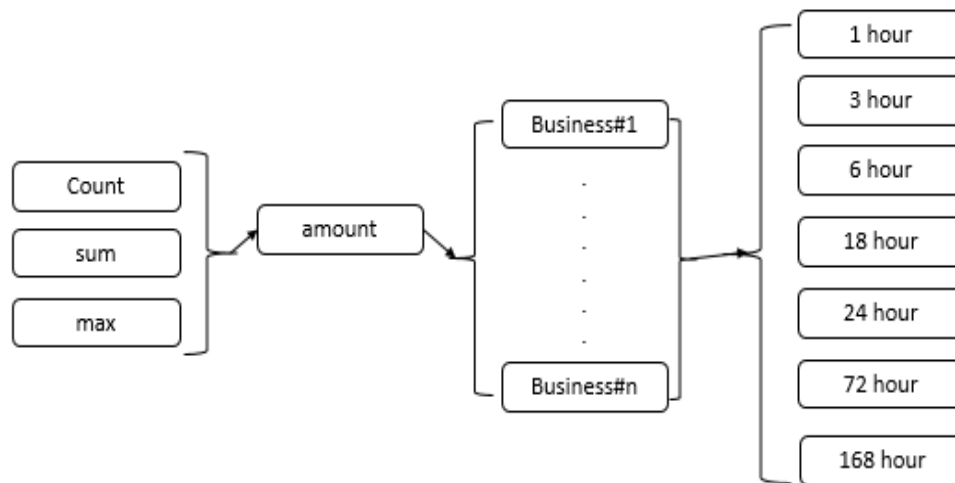 Count
sum
max
amount
Business#1
.
.
.
.
.
.
Business#n
1 hour
3 hour
6 hour
18 hour
24 hour
72 hour
168 hour